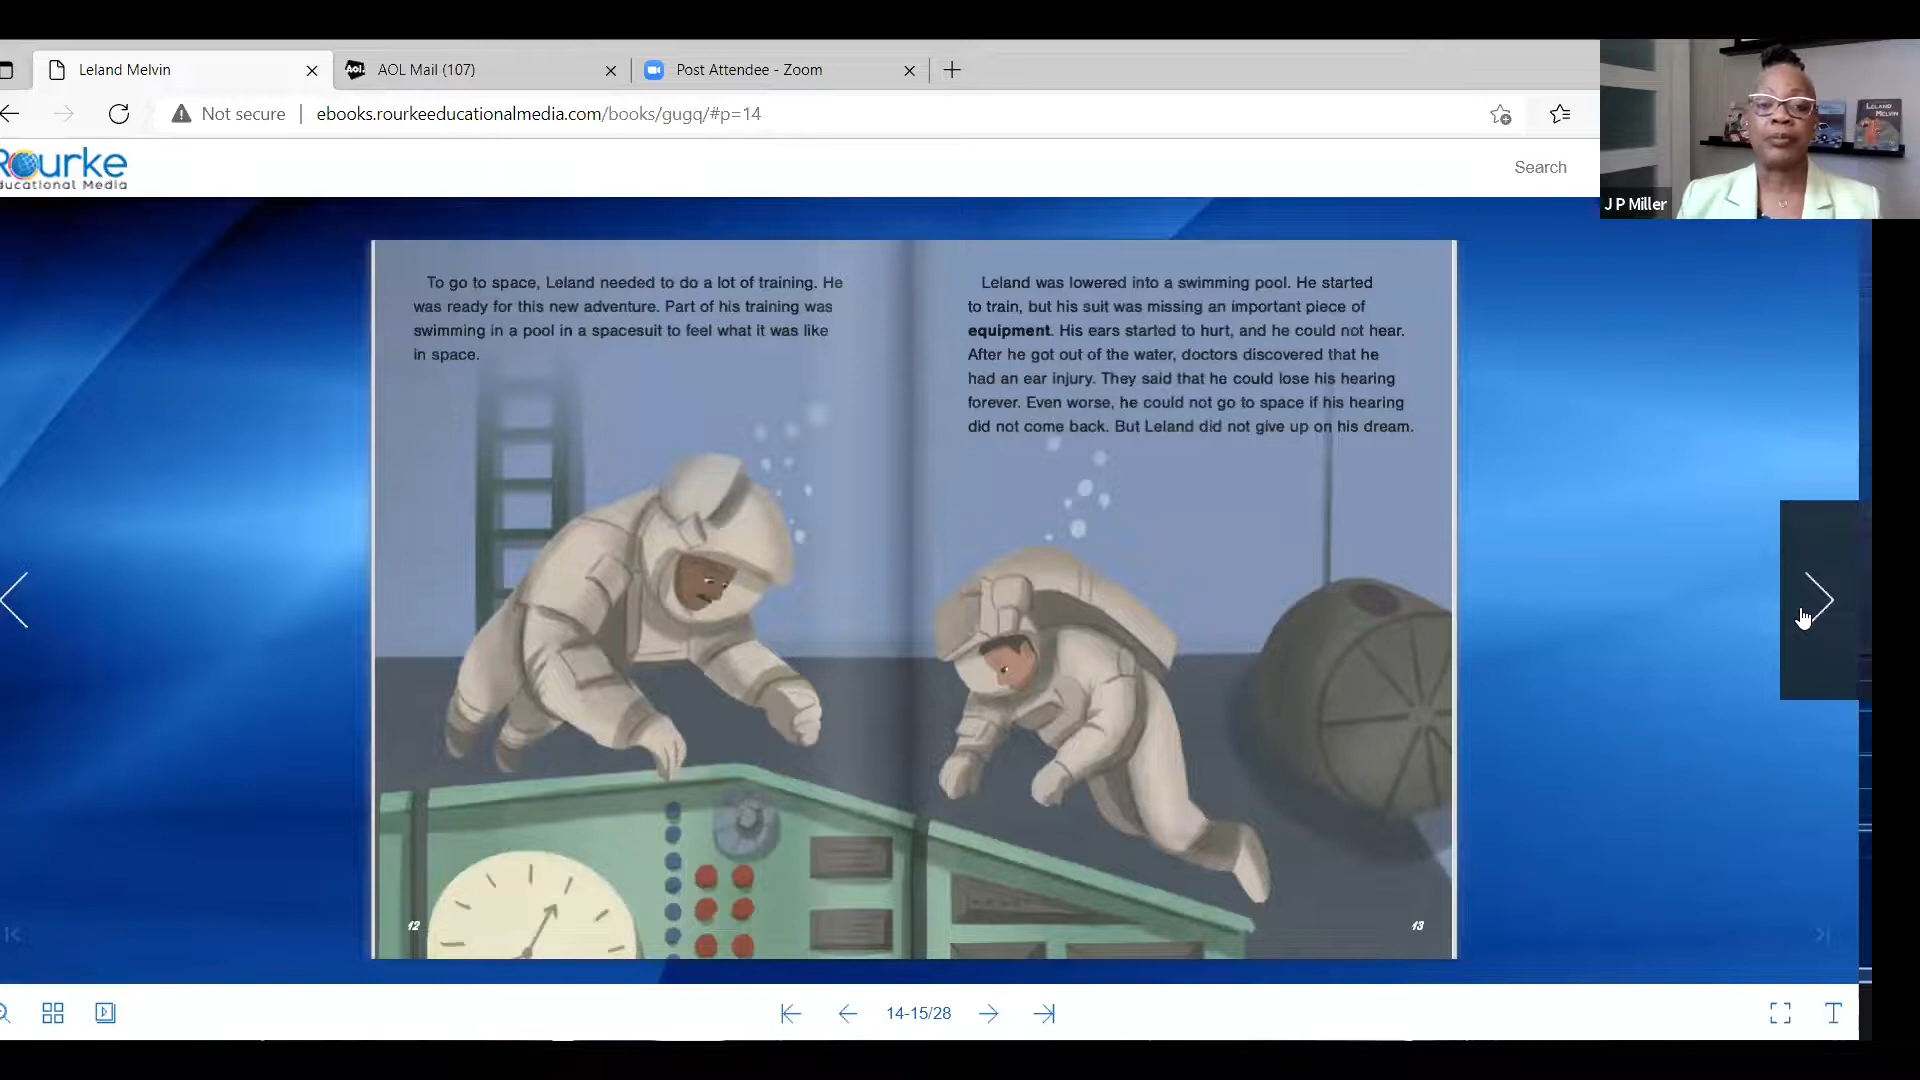 Leland Melvin
Aol.
AOL Mail (107)
Post Attendee - Zoom
Not secure
ebooks.rourkeeducationalmedia.com/books/gugq/#p=14
Rourke
ducational Media
Search
LELAND
MELVIN
J P Miller
To go to space, Leland needed to do a lot of training. He
was ready for this new adventure. Part of his training was
swimming in a pool in a spacesuit to feel what it was like
in space.
Leland was lowered into a swimming pool. He started
to train, but his suit was missing an important piece of
equipment. His ears started to hurt, and he could not hear.
After he got out of the water, doctors discovered that he
had an ear injury. They said that he could lose his hearing
forever. Even worse, he could not go to space if his hearing
did not come back. But Leland did not give up on his dream.
12
13
14-15/28
T